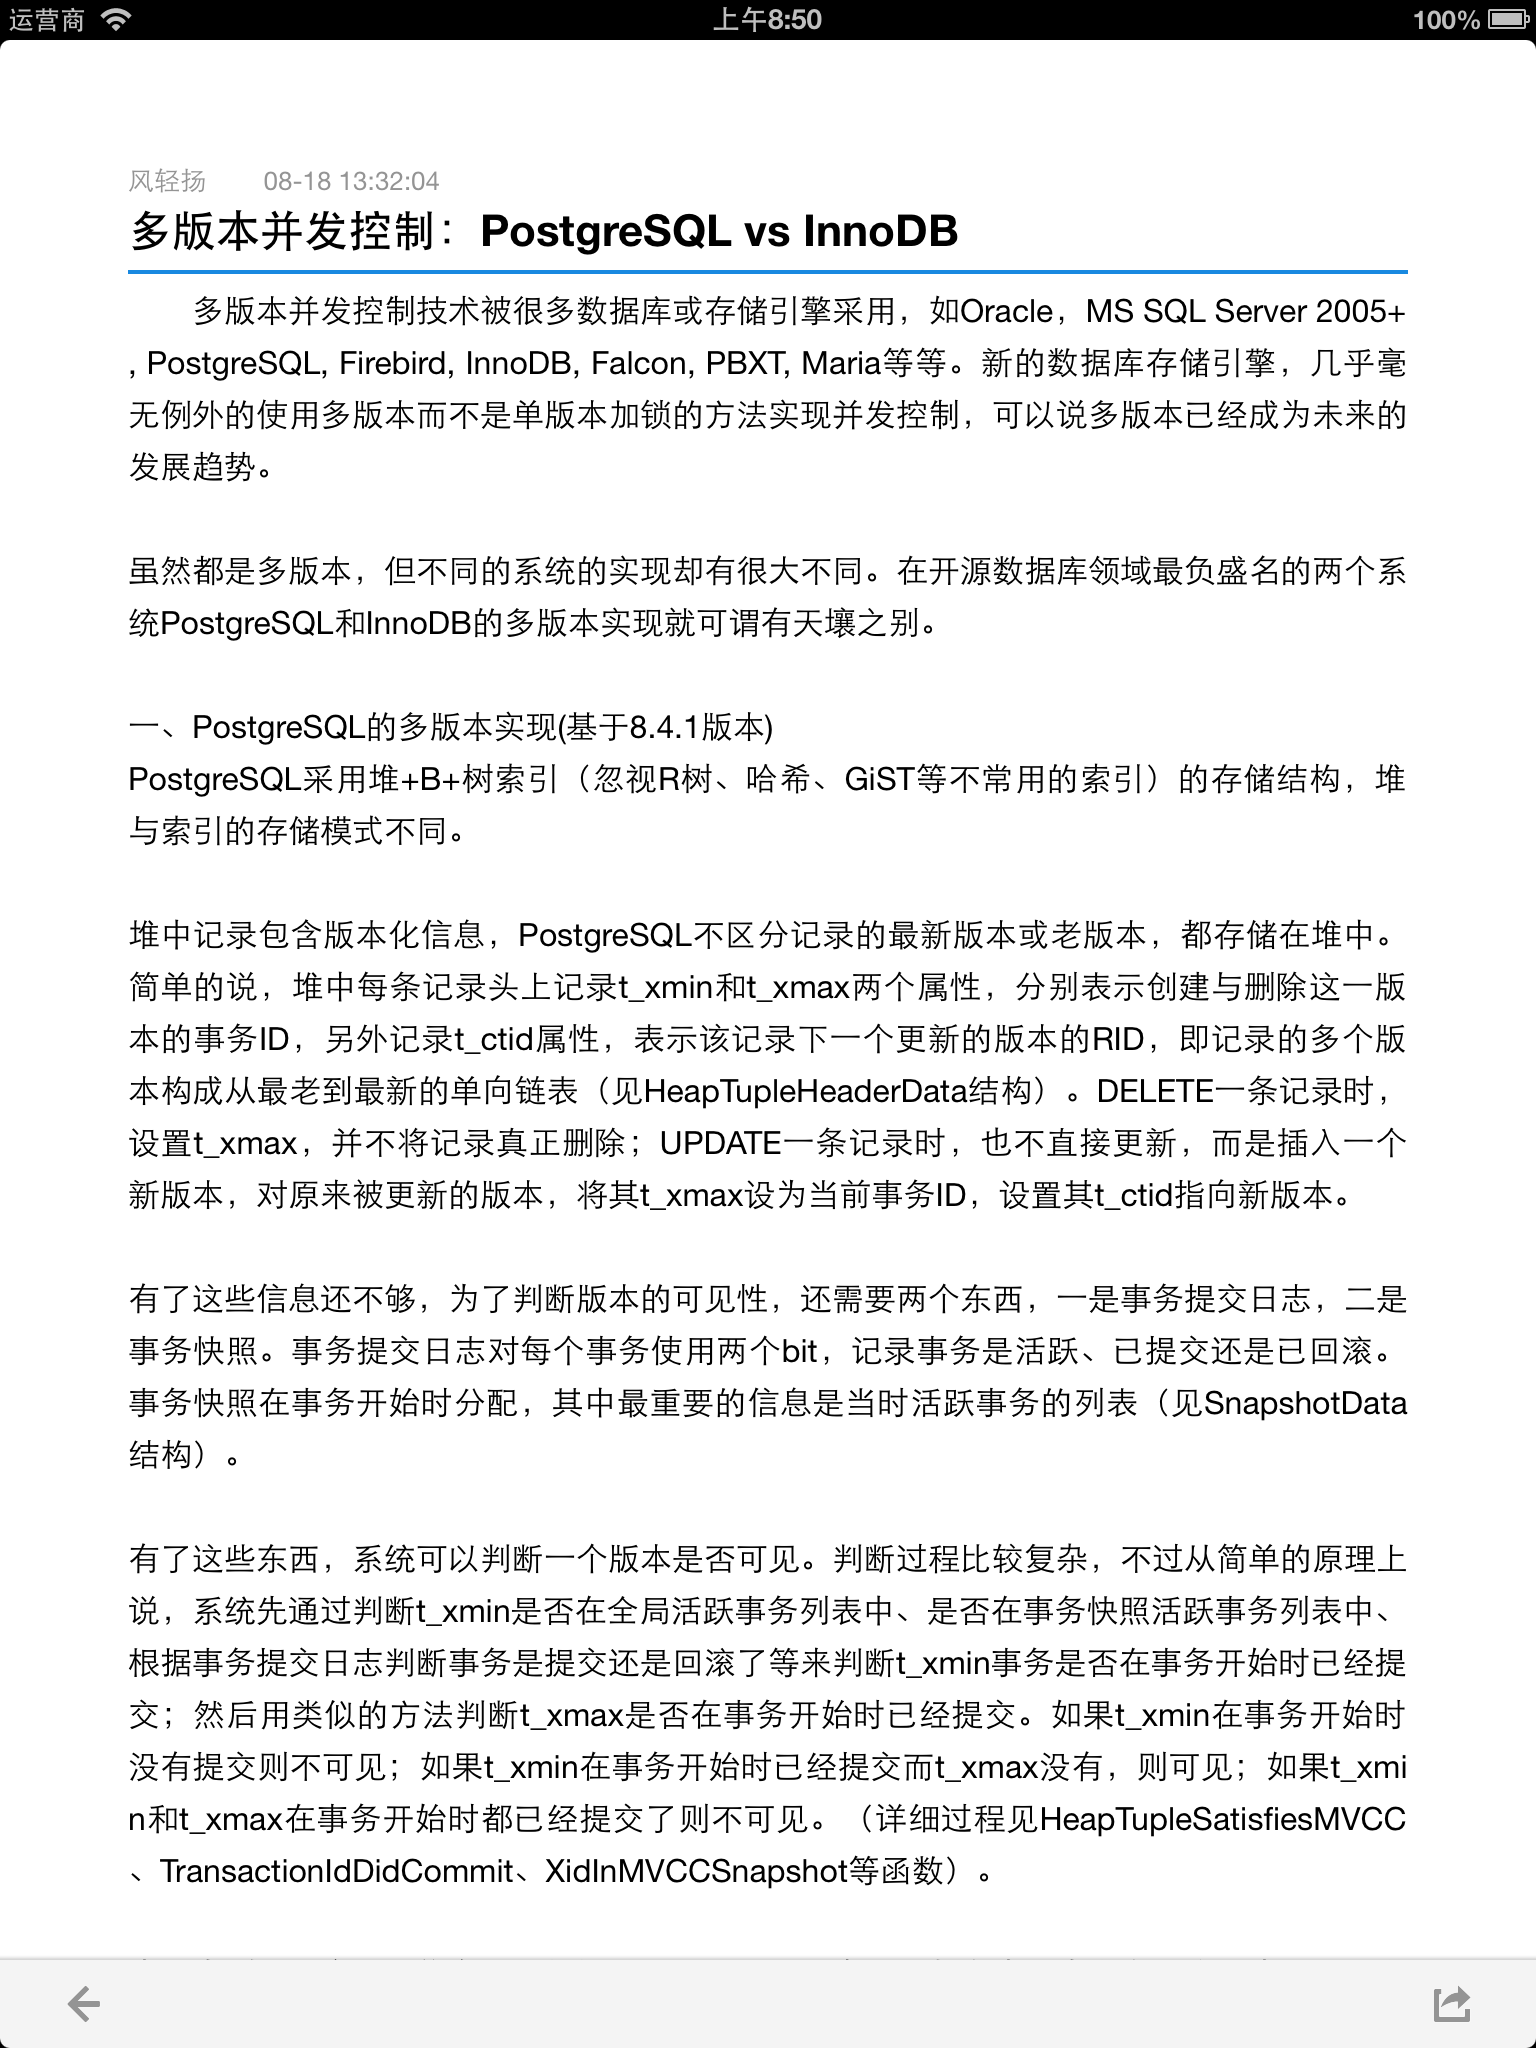 运营商
上午8:50
100%
风轻扬 08-18 13:32:04
多版本并发控制：PostgreSQL vs InnoDB
多版本并发控制技术被很多数据库或存储引擎采用，如Oracle，MS SQL Server 2005+
, PostgreSQL, Firebird, InnoDB, Falcon, PBXT, Maria等等。新的数据库存储引擎，几乎毫
无例外的使用多版本而不是单版本加锁的方法实现并发控制，可以说多版本已经成为未来的
发展趋势。
虽然都是多版本，但不同的系统的实现却有很大不同。在开源数据库领域最负盛名的两个系
统PostgreSQL和InnoDB的多版本实现就可谓有天壤之别。
一、PostgreSQL的多版本实现(基于8.4.1版本)
PostgreSQL采用堆+B+树索引（忽视R树、哈希、GiST等不常用的索引）的存储结构，堆
与索引的存储模式不同。
堆中记录包含版本化信息，PostgreSQL不区分记录的最新版本或老版本，都存储在堆中。
简单的说，堆中每条记录头上记录t_xmin和t_xmax两个属性，分别表示创建与删除这一版
本的事务ID，另外记录t_ctid属性，表示该记录下一个更新的版本的RID，即记录的多个版
本构成从最老到最新的单向链表（见HeapTupleHeaderData结构）。DELETE一条记录时，
设置t_xmax，并不将记录真正删除；UPDATE一条记录时，也不直接更新，而是插入一个
新版本，对原来被更新的版本，将其t_xmax设为当前事务ID，设置其t_ctid指向新版本。
有了这些信息还不够，为了判断版本的可见性，还需要两个东西，一是事务提交日志，二是
事务快照。事务提交日志对每个事务使用两个bit，记录事务是活跃、已提交还是已回滚。
事务快照在事务开始时分配，其中最重要的信息是当时活跃事务的列表（见SnapshotData
结构）。
有了这些东西，系统可以判断一个版本是否可见。判断过程比较复杂，不过从简单的原理上
说，系统先通过判断t_xmin是否在全局活跃事务列表中、是否在事务快照活跃事务列表中、
根据事务提交日志判断事务是提交还是回滚了等来判断t_xmin事务是否在事务开始时已经提
交；然后用类似的方法判断t_xmax是否在事务开始时已经提交。如果t_xmin在事务开始时
没有提交则不可见；如果t_xmin在事务开始时已经提交而t_xmax没有，则可见；如果t_xmi
n和t_xmax在事务开始时都已经提交了则不可见。（详细过程见HeapTupleSatisfiesMVCC
、TransactionIdDidCommit、XidInMVCCSnapshot等函数）。